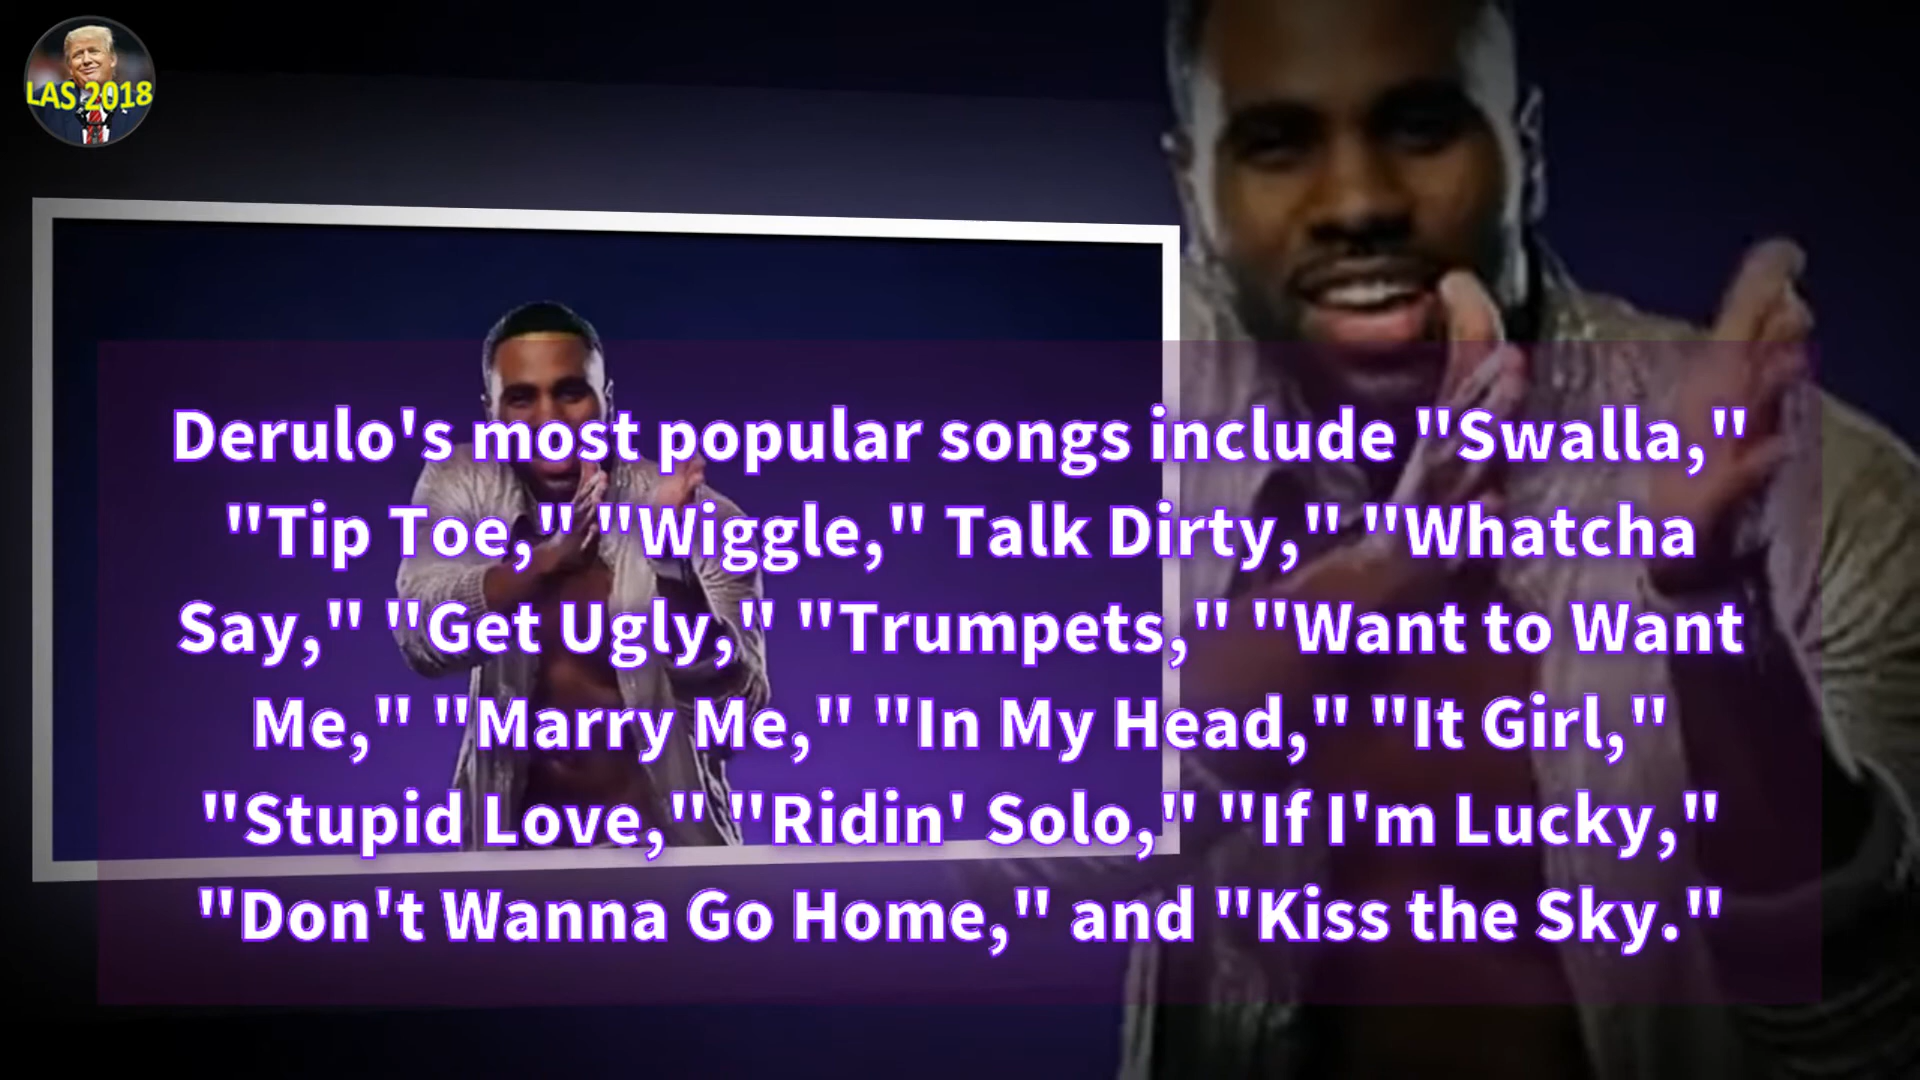 LAS 2018
Derulo's most popular songs include "Swalla,"
"Tip Toe," "Wiggle," Talk Dirty," "Whatcha
Say," "Get Ugly," "Trumpets," "Want to Want
Me," "Marry Me," "In My Head," "It Girl,"
"Stupid Love," "Ridin' Solo," "If I'm Lucky,"
"Don't Wanna Go Home," and "Kiss the Sky."